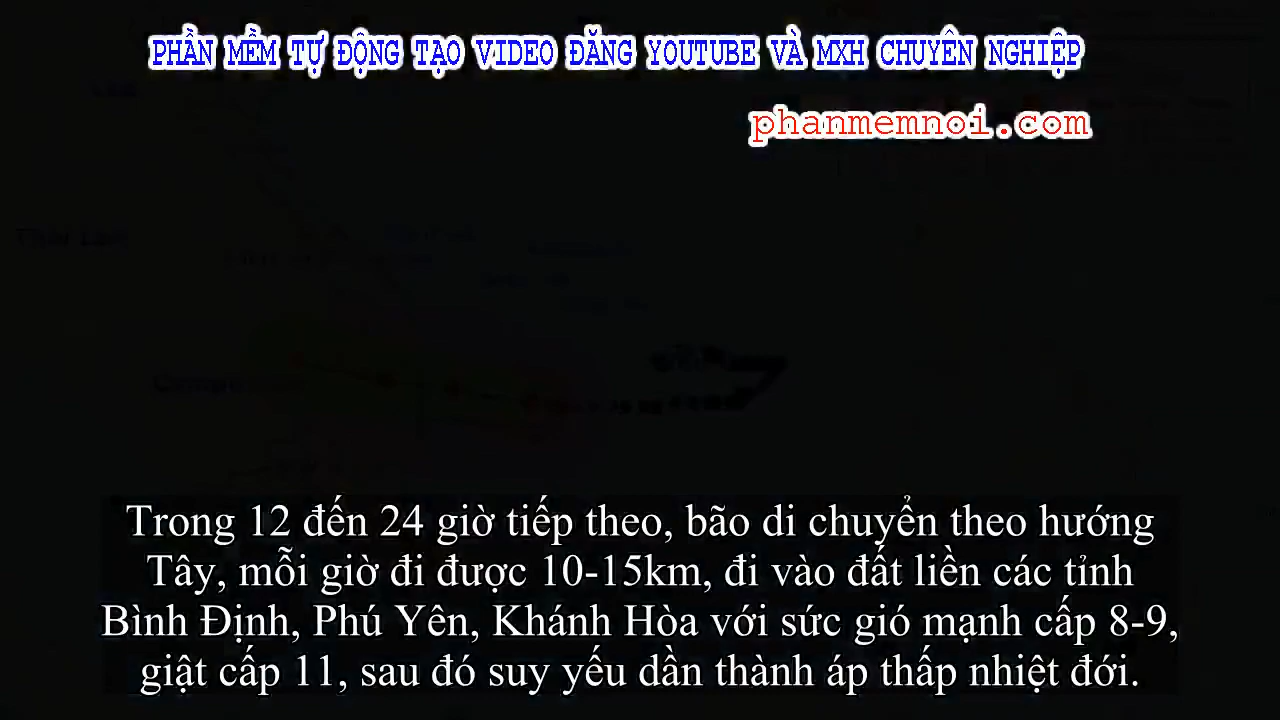 PHẦN MỀM TỰ ĐỘNG TẠO VIDEO ĐĂNG YOUTUBE VÀ MXH CHUYÊN NGHIỆP
phanmemnoi.com
Trong 12 đến 24 giờ tiếp theo, bão di chuyển theo hướng
Tây, mỗi giờ đi được 10-15km, đi vào đất liền các tỉnh
Bình Định, Phú Yên, Khánh Hòa với sức gió mạnh cấp 8-9,
giật cấp 11, sau đó suy yếu dần thành áp thấp nhiệt đới.